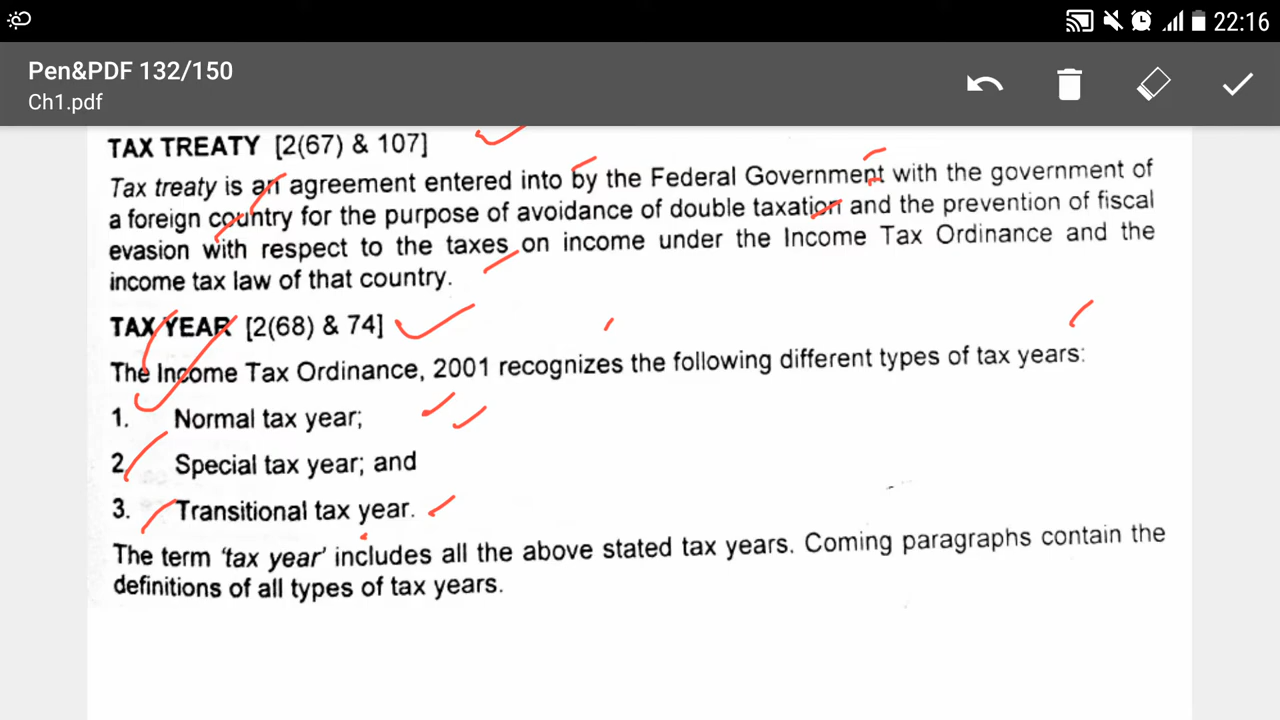 22:16
Pen&PDF 132/150
Ch1.pdf
TAX TREATY [2(67) & 107]
Tax treaty is an agreement entered into by the Federal Government with the government of
a foreign country for the purpose of avoidance of double taxation and the prevention of fiscal
evasion with respect to the taxes on income under the Income Tax Ordinance and the
income tax law of that country.
TAX YEAR [2(68) & 74]
The Income Tax Ordinance, 2001 recognizes the following different types of tax years:
1. Normal tax year;
2. Special tax year; and
3. Transitional tax year.
The term 'tax year' includes all the above stated tax years. Coming paragraphs contain the
definitions of all types of tax years.